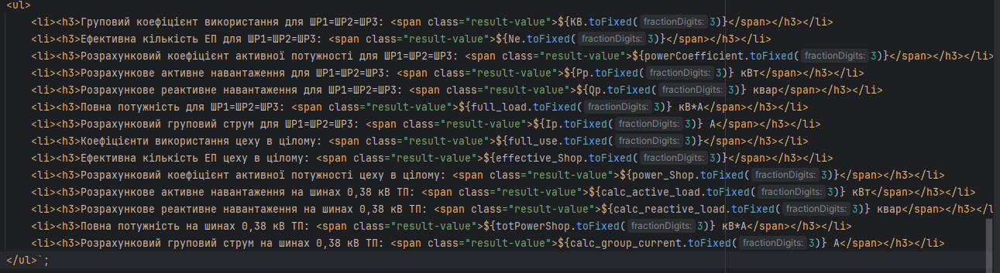 <ul>
<li><h3>Груповий коефіцієнт використання для ШР1=ШР2=ШР3: <span class="result-value">${KB.toFixed( fractionDigits: 3)}</span></h3></li>
<li><h3>Ефективна кількість ЕП для ШР1=ШР2=ШР3: <span class="result-value">${Ne.toFixed( fractionDigits: 3)}</span></h3></li>
<li><h3>Розрахунковий коефіцієнт активної потужності для ШР1=ШР2=ШР3: <span class="result-value">${powerCoefficient.toFixed( fractionDigits: 3)}</span></h3></li>
<li><h3>Розрахункове активне навантаження для ШР1=ШР2=ШР3: <span class="result-value">${Pp.toFixed( fractionDigits: 3)} кВт</span></h3></li>
<li><h3>Розрахункове реактивне навантаження для ШР1=ШР2=ШР3: <span class="result-value">${Qp.toFixed( fractionDigits: 3)} квар</span></h3></li>
<li><h3>Повна потужність для ШР1=ШР2=ШР3: <span class="result-value">${full_load.toFixed( fractionDigits: 3)} кВ*А</span></h3></li>
<li><h3>Розрахунковий груповий струм для ШР1=ШР2=ШР3: <span class="result-value">${Ip.toFixed( fractionDigits: 3)} А</span></h3></li>
<li><h3>Коефіцієнти використання цеху в цілому: <span class="result-value">${full_use.toFixed( fractionDigits: 3)}</span></h3></li>
<li><h3>Ефективна кількість ЕП цеху в цілому: <span class="result-value">${effective_Shop.toFixed( fractionDigits: 3)}</span></h3></li>
<li><h3>Розрахунковий коефіцієнт активної потужності цеху в цілому: <span class="result-value">${power_Shop.toFixed( fractionDigits: 3)}</span></h3></li>
<li><h3>Розрахункове активне навантаження на шинах 0,38 кВ ТП: <span class="result-value">${calc_active_load.toFixed( fractionDigits: 3)} кВт</span></h3></li>
<li><h3>Розрахункове реактивне навантаження на шинах 0,38 кВ ТП: <span class="result-value">${calc_reactive_load.toFixed( fractionDigits: 3)} квар</span></h3></l
<li><h3>Повна потужність на шинах 0,38 кВ ТП: <span class="result-value">${totPowerShop.toFixed( fractionDigits: 3)} кВ*А</span></h3></li>
<li><h3>Розрахунковий груповий струм на шинах 0,38 кВ ТП: <span class="result-value">${calc_group_current.toFixed( fractionDigits: 3)} А</span></h3></li>
</ul>`;